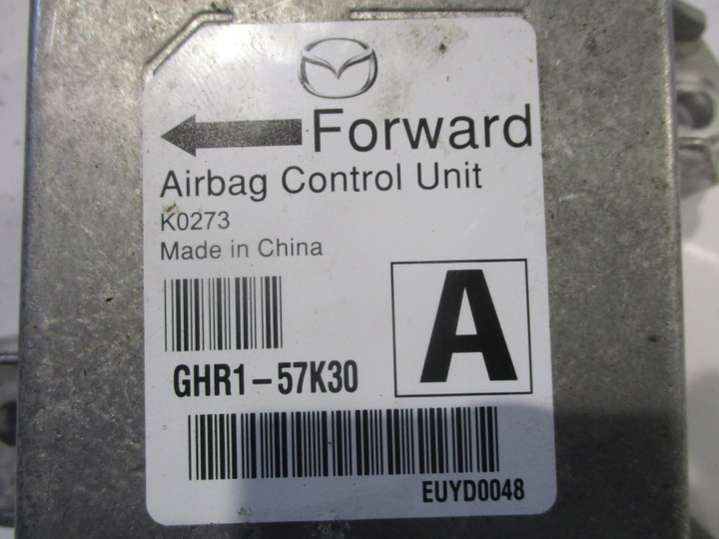 Forward
Airbag Control Unit
K0273
Made in China
A
GHR1-57K30
EUYD0048